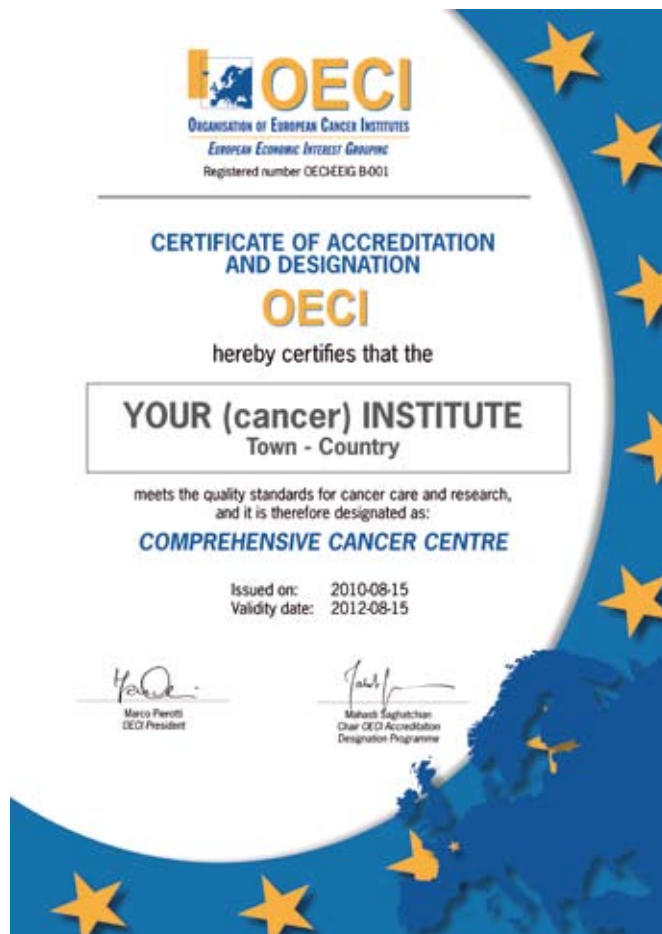 OECI
ORGANISATION OF EUROPEAN CANCER INSTITUTES
EUROPEAN ECONOMIC INTEREST GROUPING
Registered number OECI-EEIG B-001
CERTIFICATE OF ACCREDITATION
AND DESIGNATION
OECI
hereby certifies that the
YOUR (cancer) INSTITUTE
Town - Country
meets the quality standards for cancer care and research,
and it is therefore designated as:
COMPREHENSIVE CANCER CENTRE
Issued on: 2010-08-15
Validity date: 2012-08-15
Marco Pierotti
OECI President
Mahasti Saghatchian
Chair OECI Accreditation
Designation Programme